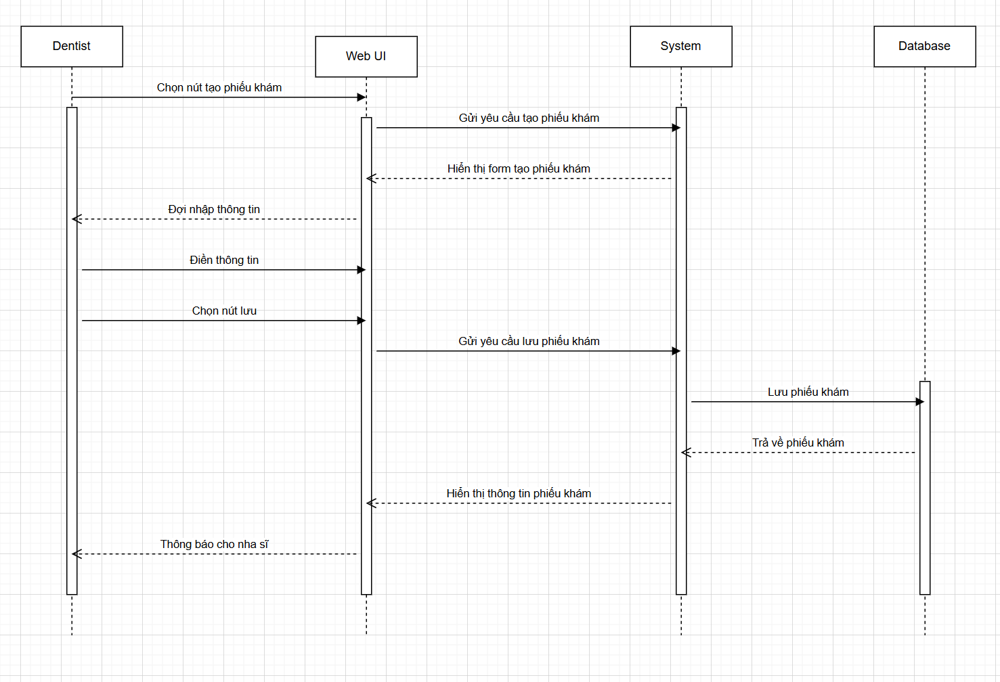 Dentist
Web UI
System
Database
Chọn nút tạo phiếu khám
Gửi yêu cầu tạo phiếu khám
Hiển thị form tạo phiếu khám
Đợi nhập thông tin
Điền thông tin
Chọn nút lưu
Gửi yêu cầu lưu phiếu khám
Lưu phiếu khám
Trả về phiếu khám
Hiển thị thông tin phiếu khám
Thông báo cho nha sĩ